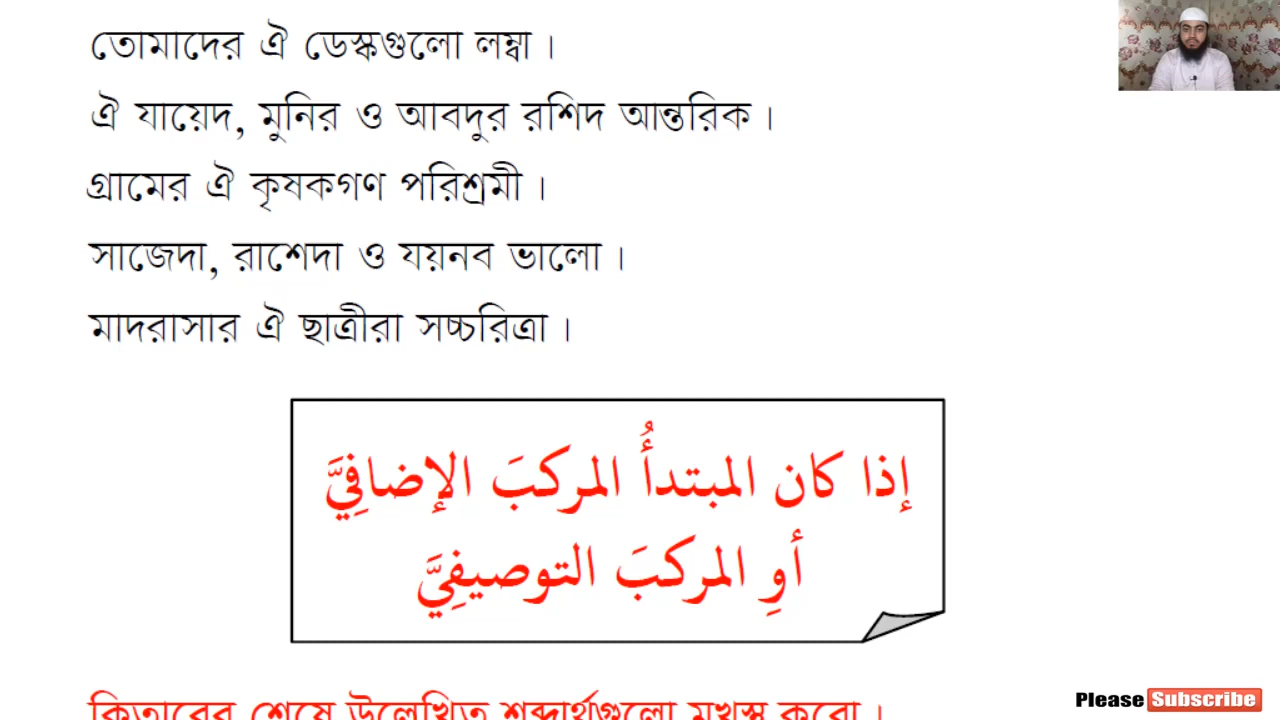 তোমাদের ঐ ডেস্কগুলো লম্বা।
ঐ যায়েদ, মুনির ও আবদুর রশিদ আন্তরিক।
গ্রামের ঐ কৃষকগণ পরিশ্রমী।
সাজেদা, রাশেদা ও যয়নব ভালো।
মাদরাসার ঐ ছাত্রীরা সচ্চরিত্রা।
إذا كان المبتدأُ المركبَ الإضافِيَّ
أوِ المركبَ التوصيفِيَّ
কিতাবের শেষে উল্লেখিত শব্দার্থগুলো মুখস্ত করো।
Please Subscribe